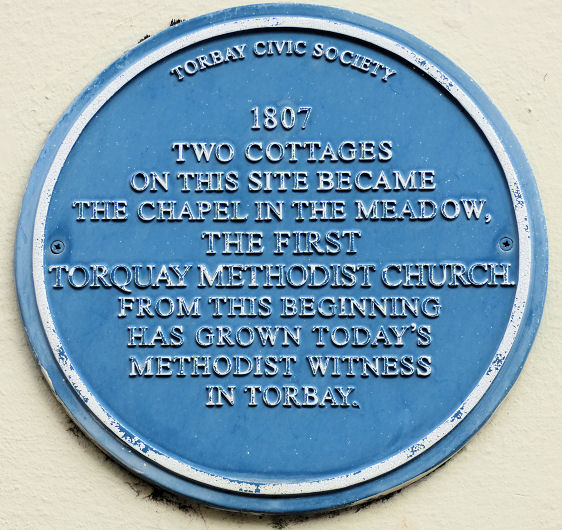 TORBAY CIVIC SOCIETY
1807
TWO COTTAGES
ON THIS SITE BECAME
THE CHAPEL IN THE MEADOW,
THE FIRST
TORQUAY METHODIST CHURCH.
FROM THIS BEGINNING
HAS GROWN TODAY'S
METHODIST WITNESS
IN TORBAY.